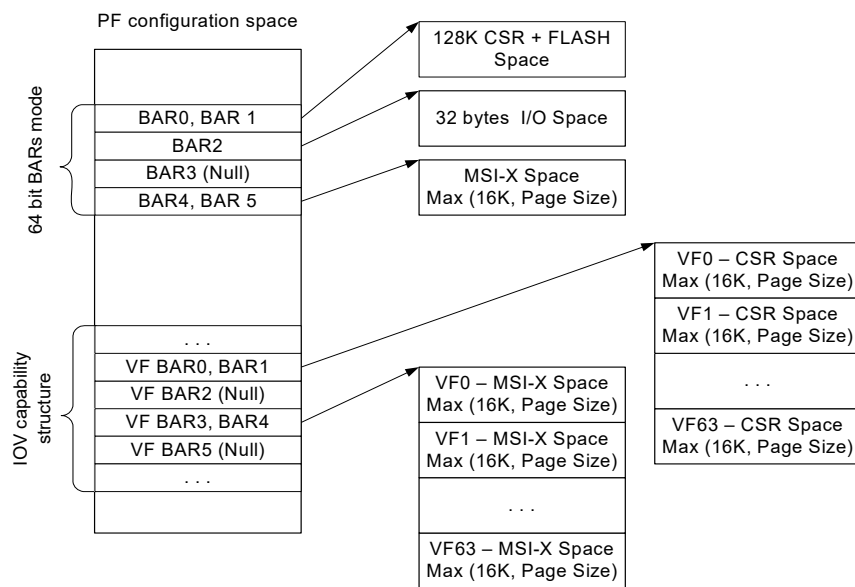 PF configuration space
64 bit BARs mode
BAR0, BAR 1
BAR2
BAR3 (Null)
BAR4, BAR 5
128K CSR + FLASH
Space
32 bytes I/O Space
MSI-X Space
Max (16K, Page Size)
IOV capability
structure
. . .
VF BAR0, BAR1
VF BAR2 (Null)
VF BAR3, BAR4
VF BAR5 (Null)
. . .
VF0 – MSI-X Space
Max (16K, Page Size)
VF1 – MSI-X Space
Max (16K, Page Size)
. . .
VF63 – MSI-X Space
Max (16K, Page Size)
VF0 – CSR Space
Max (16K, Page Size)
VF1 – CSR Space
Max (16K, Page Size)
. . .
VF63 – CSR Space
Max (16K, Page Size)